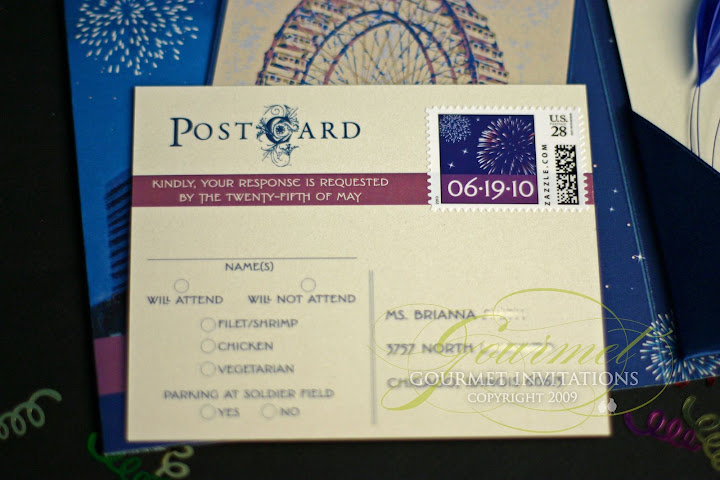 POSTCARD
U.S.
POSTAGE
28
ZAZZLE.COM
06·19·10
KINDLY, YOUR RESPONSE IS REQUESTED
BY THE TWENTY-FIFTH OF MAY
NAME(S)
WILL ATTEND WILL NOT ATTEND
FILET/SHRIMP
CHICKEN
VEGETARIAN
PARKING AT SOLDIER FIELD
YES NO
MS. BRIANNA
3757 NORTH
Gourmet
GOURMET INVITATIONS
COPYRIGHT 2009